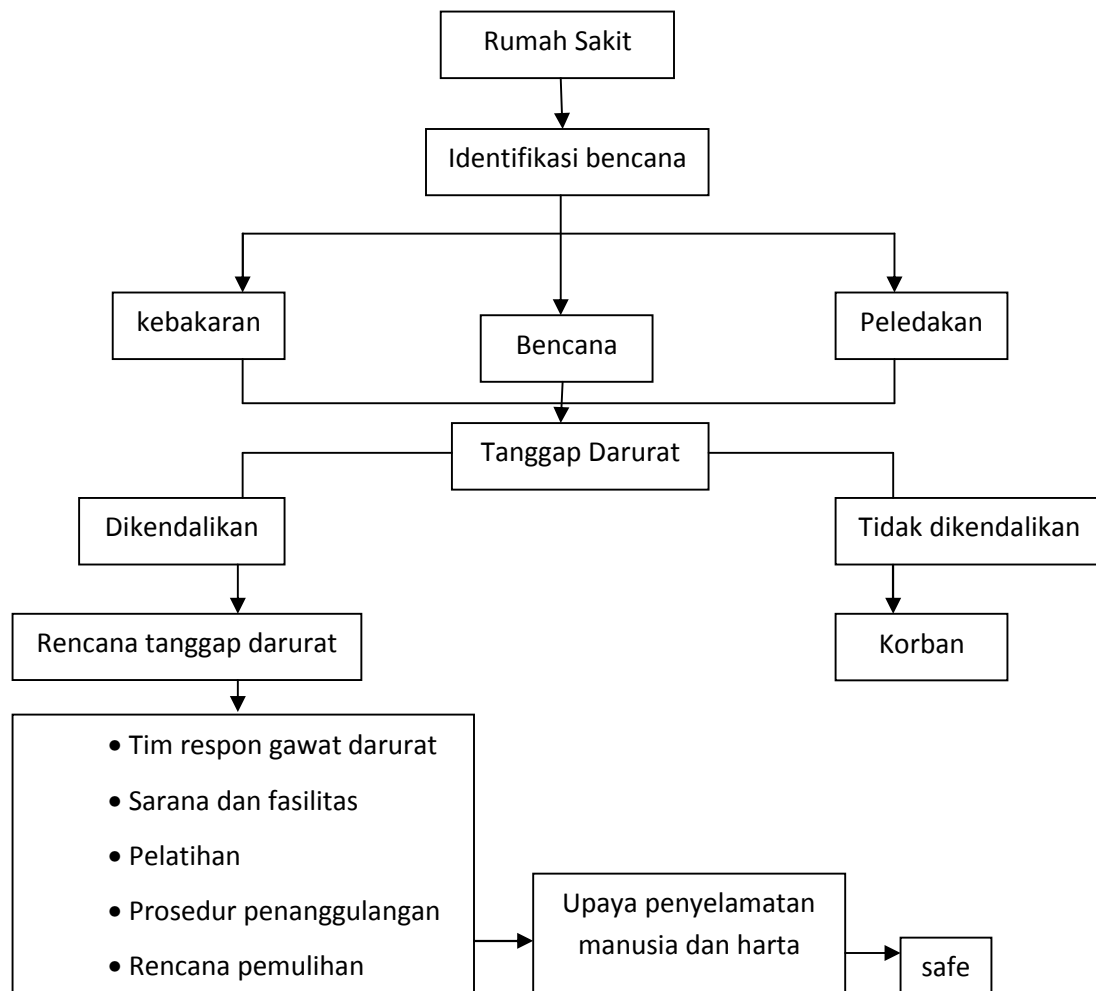 Rumah Sakit
Identifikasi bencana
kebakaran
Bencana
Peledakan
Tanggap Darurat
Dikendalikan
Tidak dikendalikan
Rencana tanggap darurat
Korban
• Tim respon gawat darurat
• Sarana dan fasilitas
• Pelatihan
• Prosedur penanggulangan
• Rencana pemulihan
Upaya penyelamatan
manusia dan harta
safe